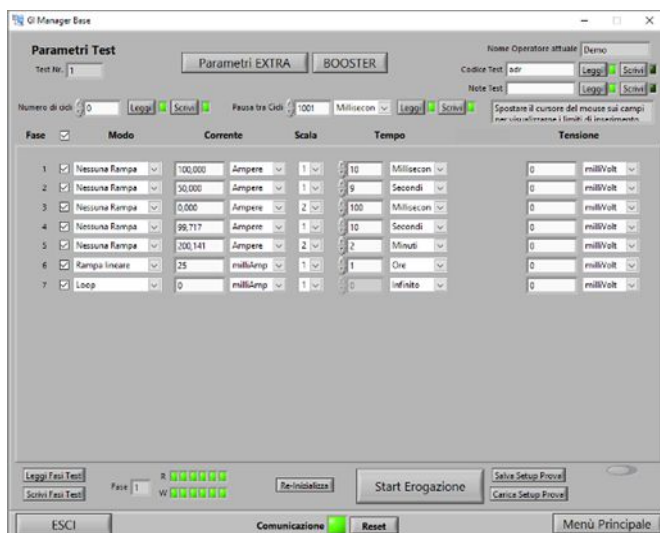 GI Manager Base
Parametri Test
Test Nr. 1
Parametri EXTRA
BOOSTER
Nome Operatore attuale Demo
Codice Test adr Leggi Scrivi
Note Test Leggi Scrivi
Numero di cicli 0 Leggi Scrivi Pausa tra Cicli 1001 Millisecon Leggi Scrivi
Spostare il cursore del mouse sui campi
per visualizzarne i limiti di inserimento
Fase Modo Corrente Scala Tempo Tensione
1 Nessuna Rampa 100,000 Ampere 1 10 Millisecon 0 milliVolt
2 Nessuna Rampa 50,000 Ampere 1 9 Secondi 0 milliVolt
3 Nessuna Rampa 0,000 Ampere 2 100 Millisecon 0 milliVolt
4 Nessuna Rampa 99,717 Ampere 1 10 Secondi 0 milliVolt
5 Nessuna Rampa 200,141 Ampere 2 2 Minuti 0 milliVolt
6 Rampa lineare 25 milliAmp 1 1 Ore 0 milliVolt
7 Loop 0 milliAmp 1 0 Infinito 0 milliVolt
Leggi Fasi Test
Scrivi Fasi Test
Fase 1
R
W
Re-Inizializza
Start Erogazione
Salva Setup Prova
Carica Setup Prova
ESCI
Comunicazione
Reset
Menù Principale